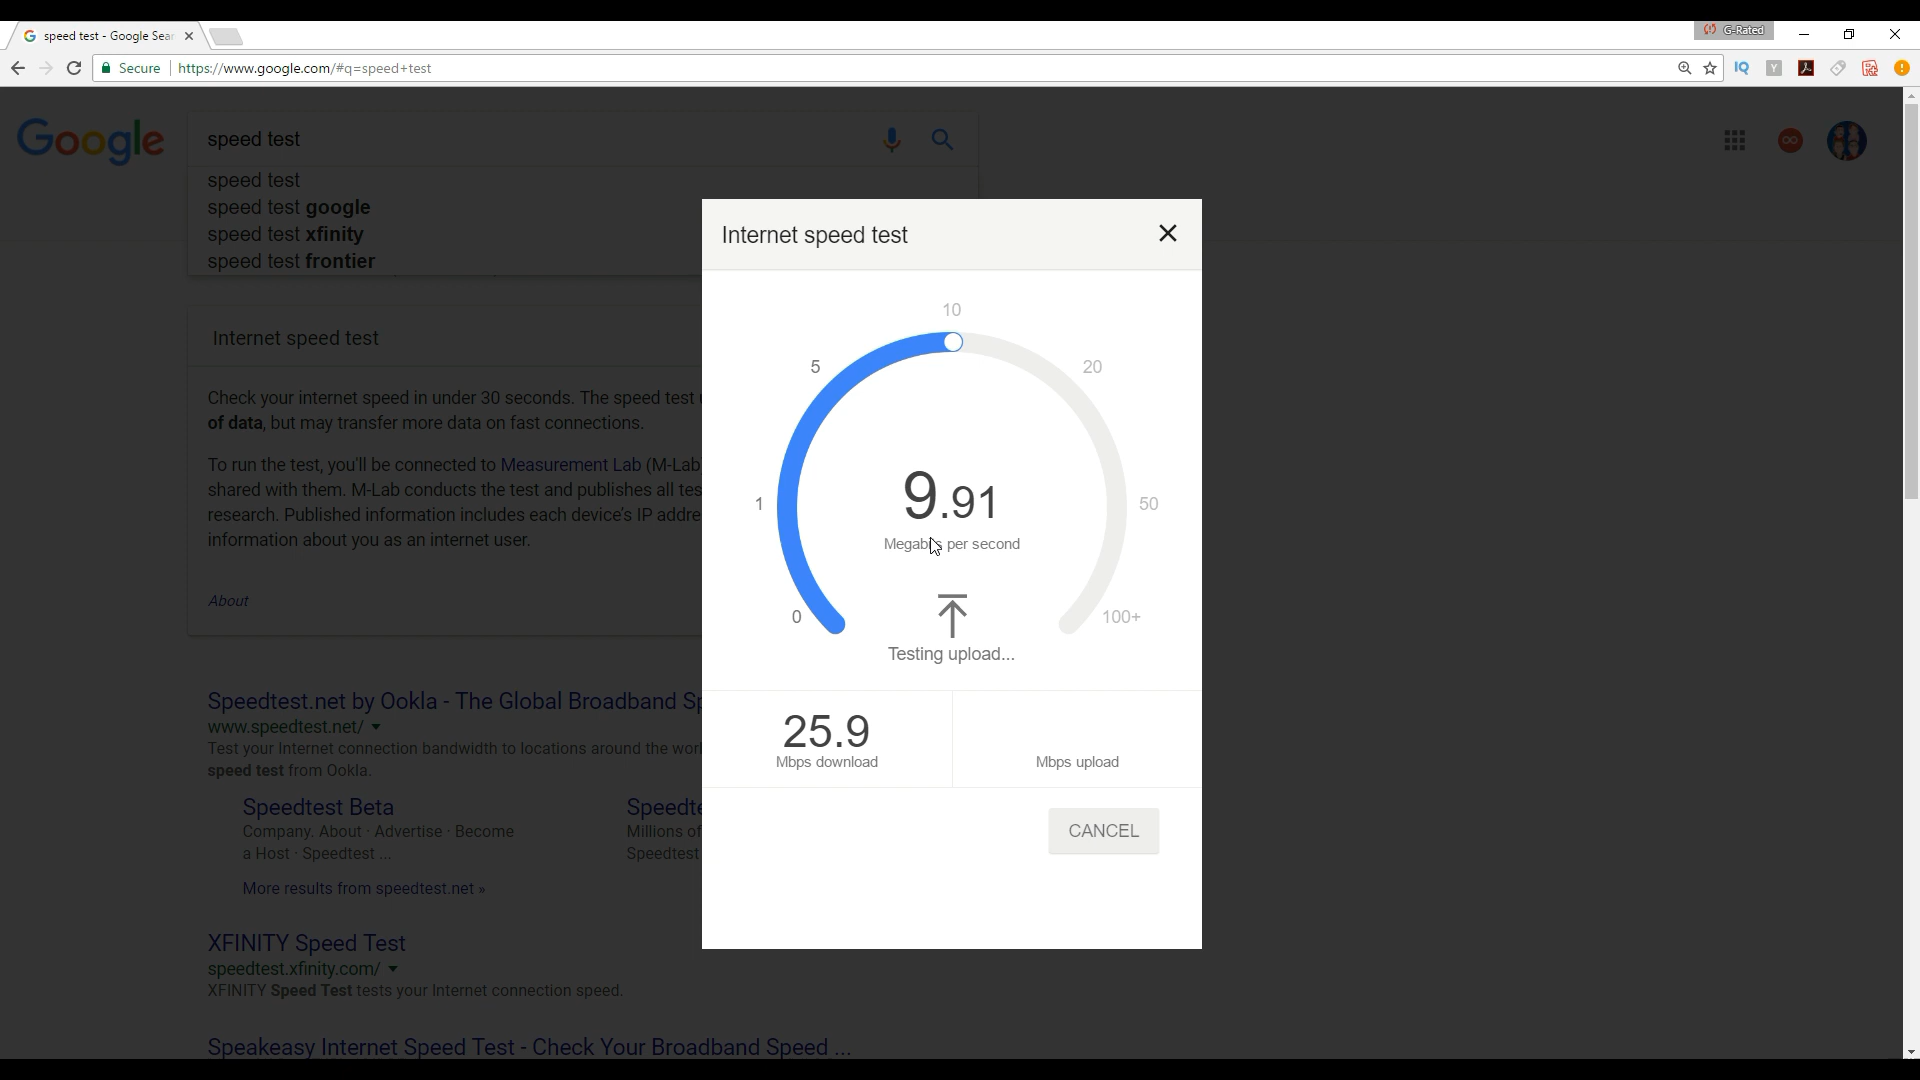 speed test - Google Sear
G-Rated
Secure
https://www.google.com/#q=speed+test
IQ
Y
Google
speed test
speed test
speed test google
speed test xfinity
speed test frontier
Internet speed test
Check your internet speed in under 30 seconds. The speed test
of data, but may transfer more data on fast connections.
To run the test, you'll be connected to Measurement Lab (M-Lab
shared with them. M-Lab conducts the test and publishes all tes
research. Published information includes each device's IP addre
information about you as an internet user.
About
Speedtest.net by Ookla - The Global Broadband Sp
www.speedtest.net/
Test your Internet connection bandwidth to locations around the worl
speed test from Ookla.
Speedtest Beta
Company. About · Advertise · Become
a Host · Speedtest ...
Speedte
Millions of
Speedtest
More results from speedtest.net »
XFINITY Speed Test
speedtest.xfinity.com/
XFINITY Speed Test tests your Internet connection speed.
Speakeasy Internet Speed Test - Check Your Broadband Speed ...
Internet speed test
0
1
5
10
20
50
100+
9.91
Megabits per second
Testing upload...
25.9
Mbps download
Mbps upload
CANCEL